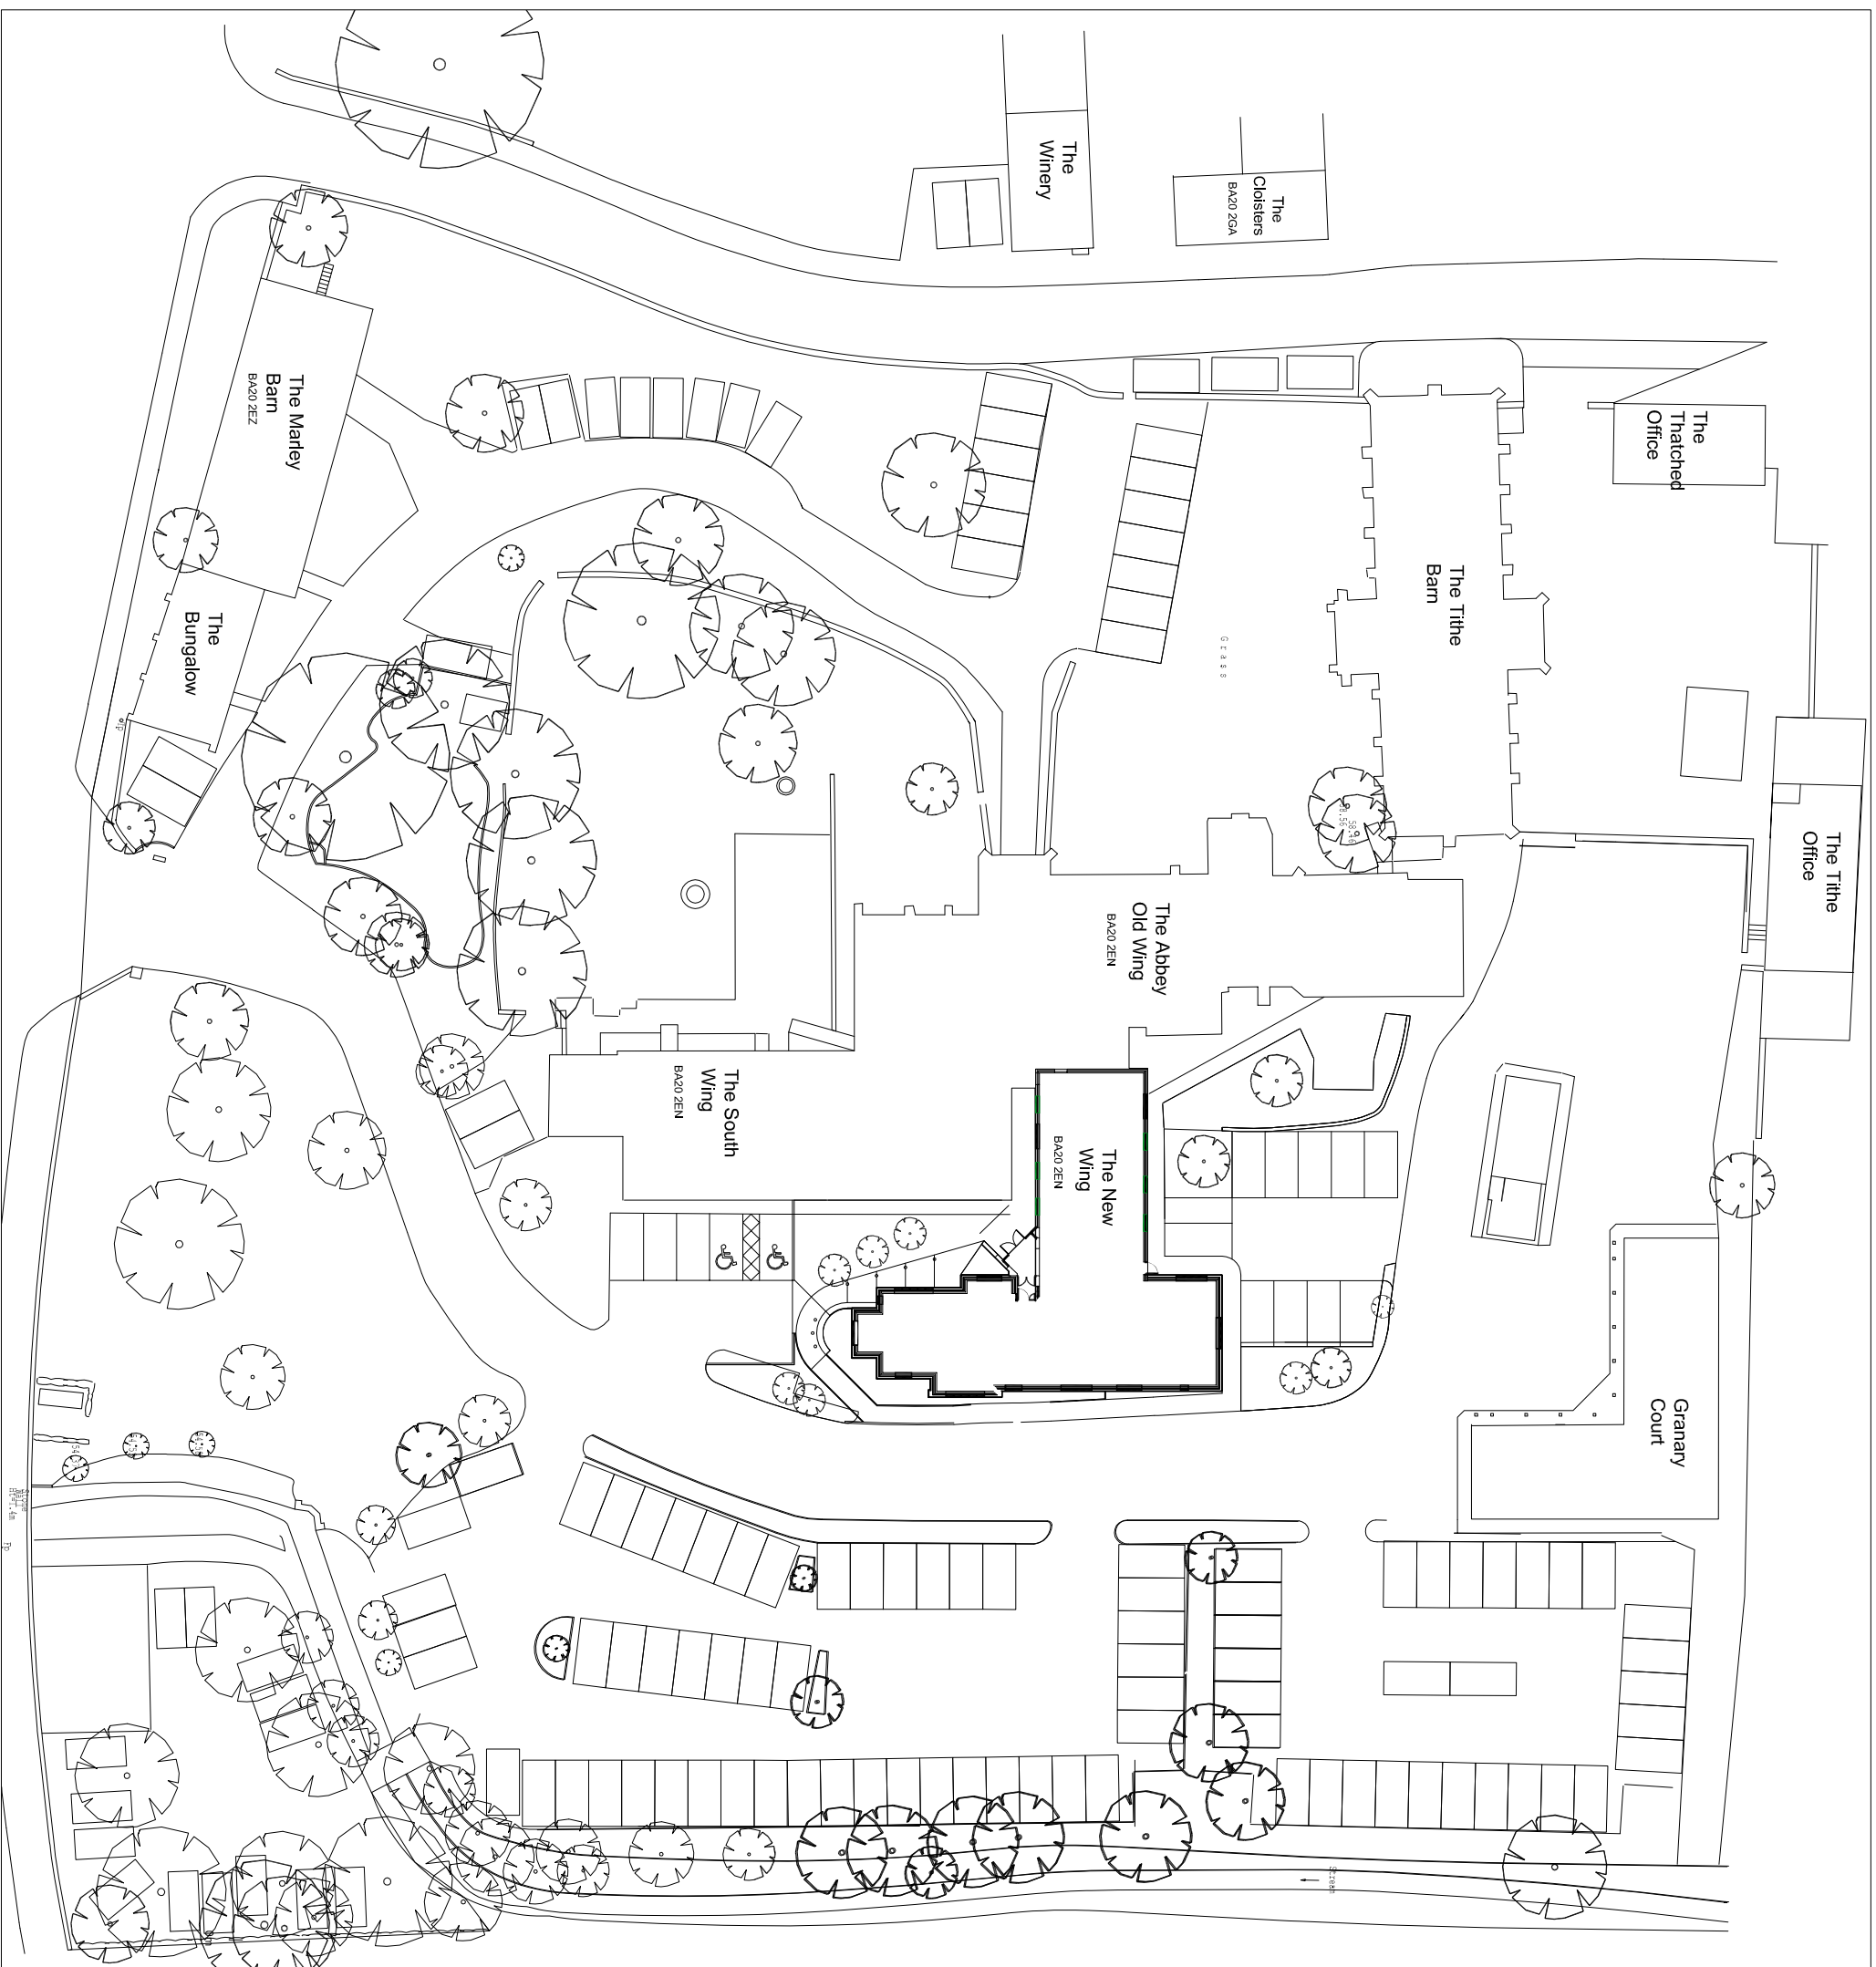 The
Winery
The
Cloisters
BA20 2GA
The
Thatched
Office
The Marley
Barn
BA20 2EZ
The Tithe
Barn
Grass
The
Bungalow
The Tithe
Office
The Abbey
Old Wing
BA20 2EN
The South
Wing
BA20 2EN
The New
Wing
BA20 2EN
Granary
Court
Stream